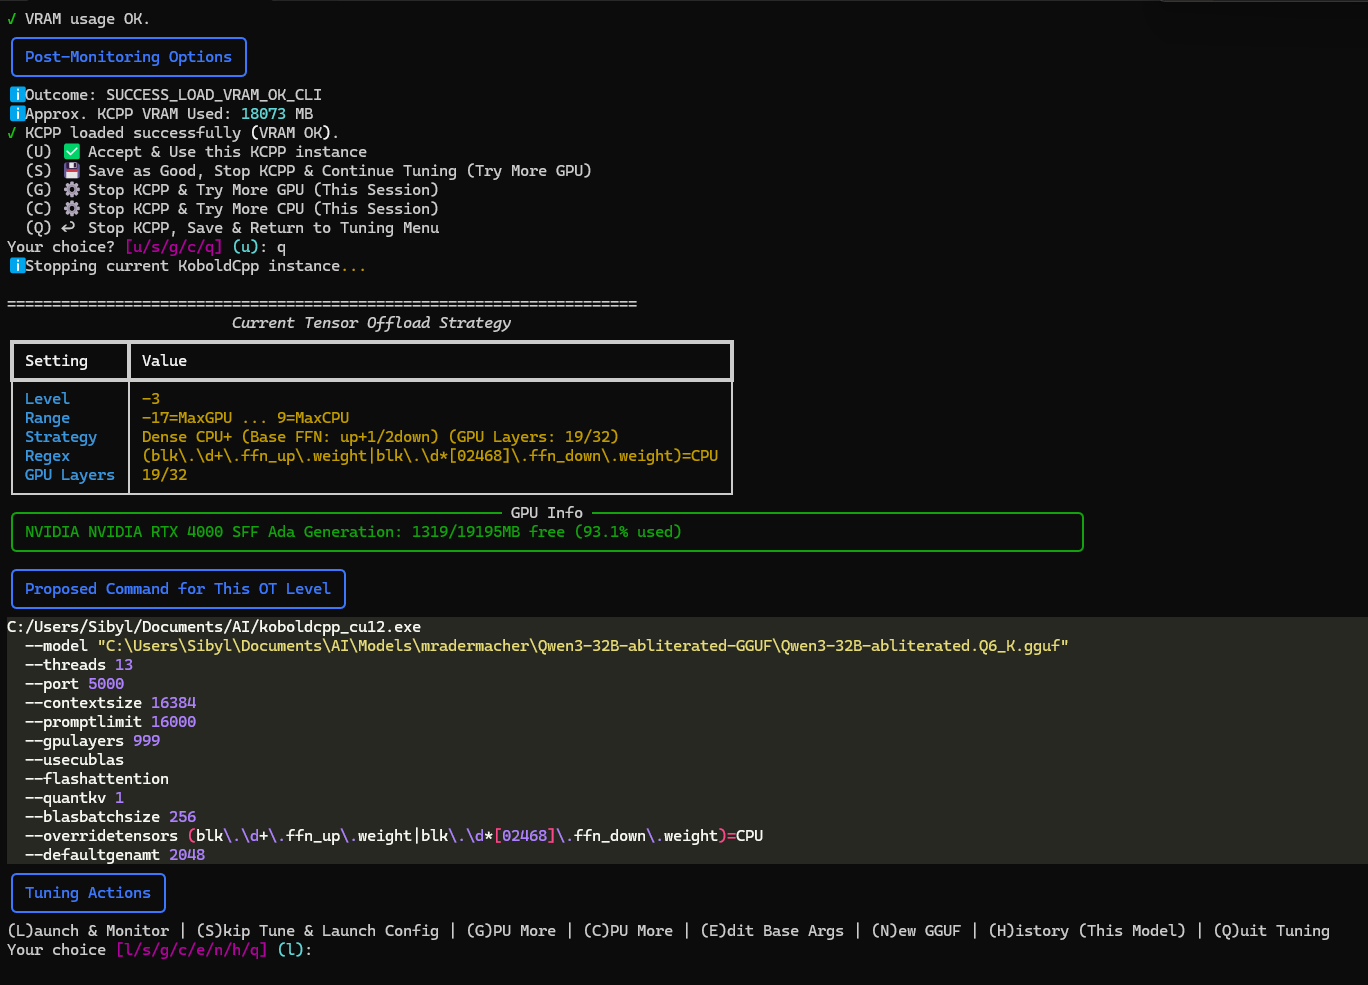 ✓ VRAM usage OK.
Post-Monitoring Options
ℹOutcome: SUCCESS_LOAD_VRAM_OK_CLI
ℹApprox. KCPP VRAM Used: 18073 MB
✓ KCPP loaded successfully (VRAM OK).
(U) ✅ Accept & Use this KCPP instance
(S) 💾 Save as Good, Stop KCPP & Continue Tuning (Try More GPU)
(G) ⚙ Stop KCPP & Try More GPU (This Session)
(C) ⚙ Stop KCPP & Try More CPU (This Session)
(Q) ↩ Stop KCPP, Save & Return to Tuning Menu
Your choice? [u/s/g/c/q] (u): q
ℹStopping current KoboldCpp instance...
======================================================================
Current Tensor Offload Strategy
Setting Value
Level -3
Range -17=MaxGPU ... 9=MaxCPU
Strategy Dense CPU+ (Base FFN: up+1/2down) (GPU Layers: 19/32)
Regex (blk\.\d+\.ffn_up\.weight|blk\.\d*[02468]\.ffn_down\.weight)=CPU
GPU Layers 19/32
GPU Info
NVIDIA NVIDIA RTX 4000 SFF Ada Generation: 1319/19195MB free (93.1% used)
Proposed Command for This OT Level
C:/Users/Sibyl/Documents/AI/koboldcpp_cu12.exe
--model "C:\Users\Sibyl\Documents\AI\Models\mradermacher\Qwen3-32B-abliterated-GGUF\Qwen3-32B-abliterated.Q6_K.gguf"
--threads 13
--port 5000
--contextsize 16384
--promptlimit 16000
--gpulayers 999
--usecublas
--flashattention
--quantkv 1
--blasbatchsize 256
--overridetensors (blk\.\d+\.ffn_up\.weight|blk\.\d*[02468]\.ffn_down\.weight)=CPU
--defaultgenamt 2048
Tuning Actions
(L)aunch & Monitor | (S)kip Tune & Launch Config | (G)PU More | (C)PU More | (E)dit Base Args | (N)ew GGUF | (H)istory (This Model) | (Q)uit Tuning
Your choice [l/s/g/c/e/n/h/q] (l):